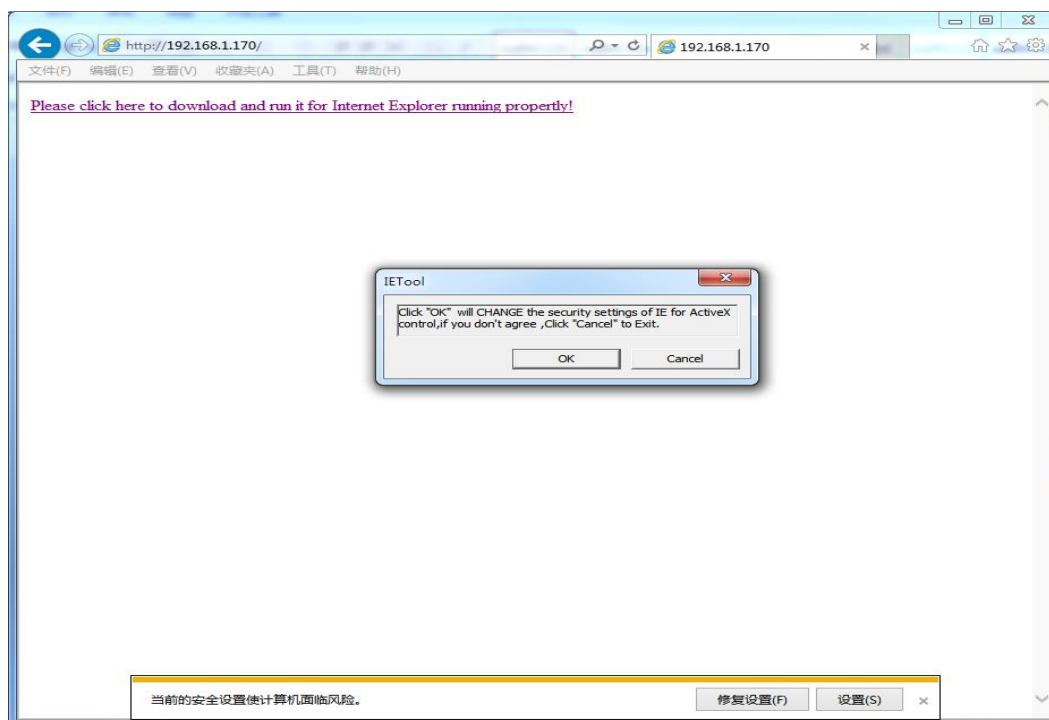 http://192.168.1.170/
192.168.1.170
文件(F) 编辑(E) 查看(V) 收藏夹(A) 工具(T) 帮助(H)
Please click here to download and run it for Internet Explorer running propertly!
IETool
Click "OK" will CHANGE the security settings of IE for ActiveX
control,if you don't agree ,Click "Cancel" to Exit.
OK Cancel
当前的安全设置使计算机面临风险。 修复设置(F) 设置(S)